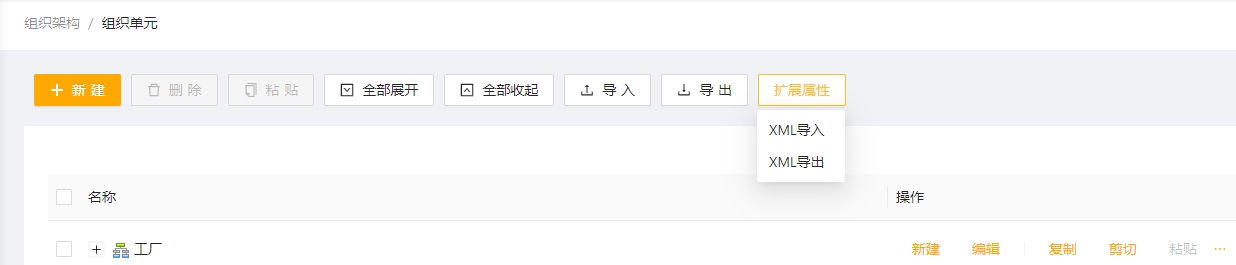 组织架构 / 组织单元
新 建 删 除 粘 贴 全部展开 全部收起 导 入 导 出 扩展属性
XML导入
XML导出
名称 操作
工厂 新建 编辑 复制 剪切 粘贴 ···